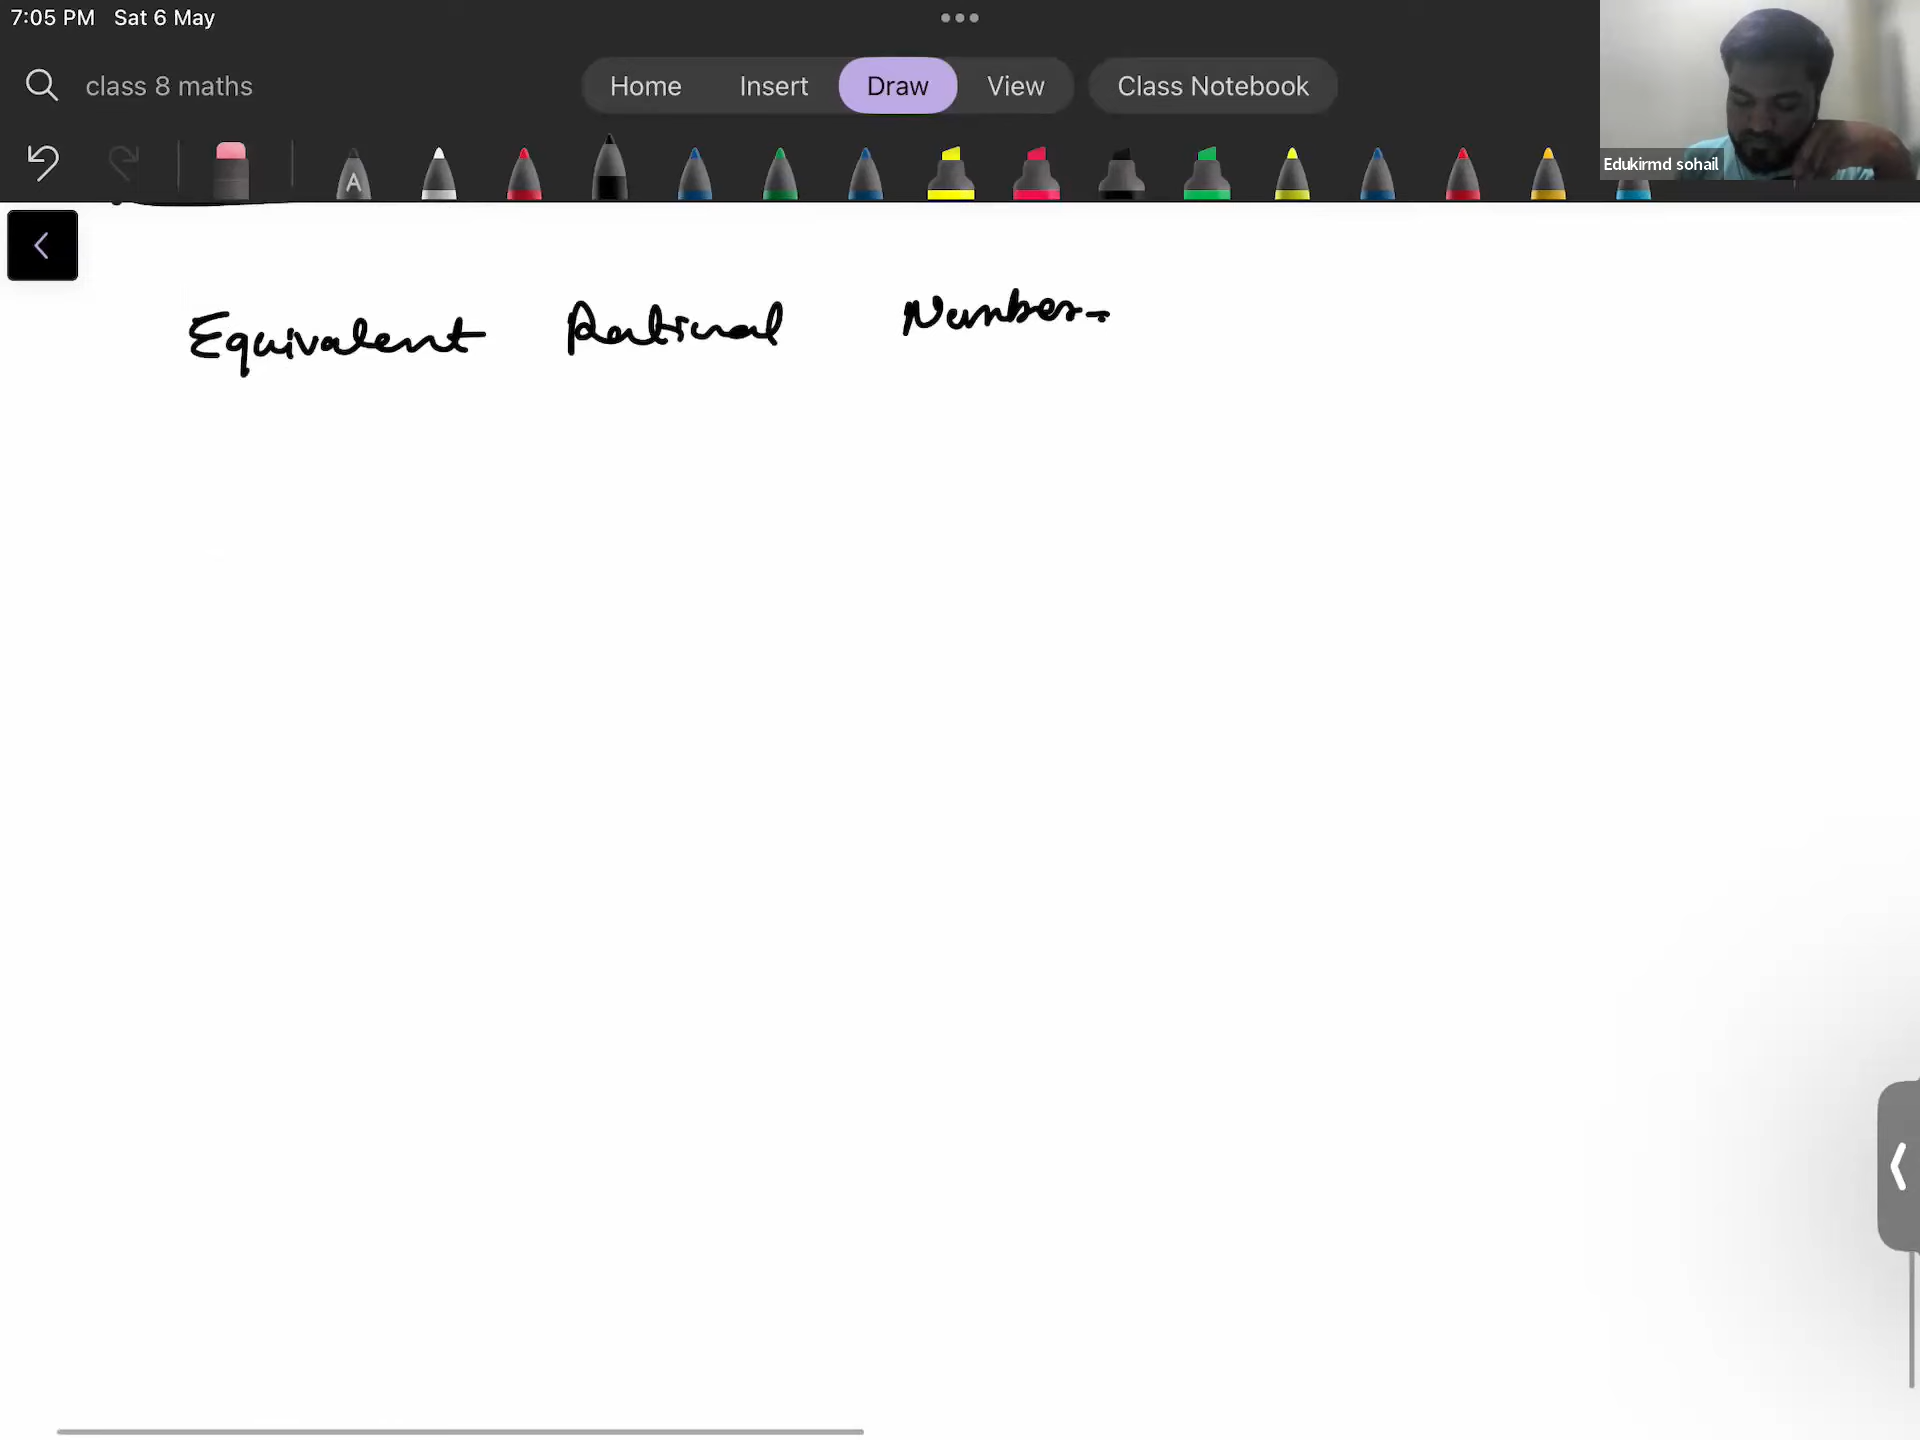 7:05 PM Sat 6 May
class 8 maths
Home Insert Draw View Class Notebook
A
Edukirmd sohail
Equivalent Rational Number-